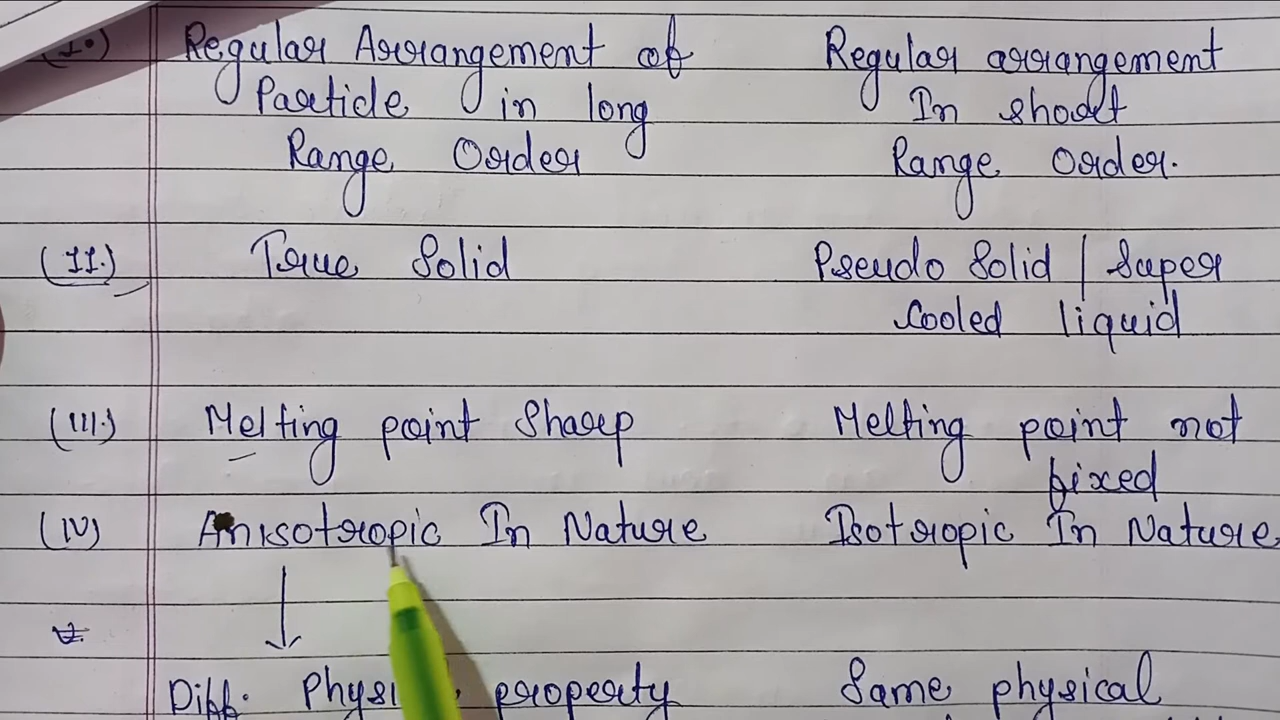 (I.) Regular Arrangement of Regular arrangement
Particle in long In short
Range Order Range Order.
(II.) True Solid Pseudo Solid / Super
cooled liquid
(III.) Melting point Sharp Melting point not
fixed
(IV) Anisotropic In Nature Isotropic In Nature
V.
Diff. property Same physical